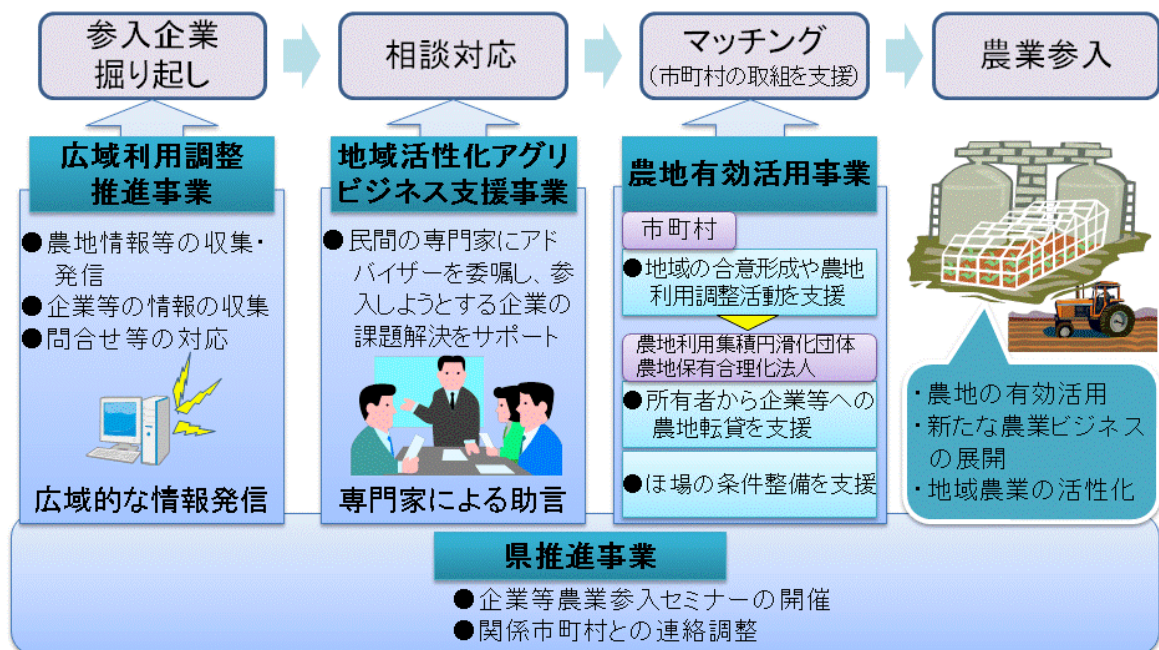 参入企業
掘り起し
相談対応
マッチング
(市町村の取組を支援)
農業参入
広域利用調整
推進事業
●農地情報等の収集・
発信
●企業等の情報の収集
●問合せ等の対応
広域的な情報発信
地域活性化アグリ
ビジネス支援事業
●民間の専門家にアド
バイザーを委嘱し、参
入しようとする企業の
課題解決をサポート
専門家による助言
農地有効活用事業
市町村
●地域の合意形成や農地
利用調整活動を支援
農地利用集積円滑化団体
農地保有合理化法人
●所有者から企業等への
農地転貸を支援
●ほ場の条件整備を支援
・農地の有効活用
・新たな農業ビジネス
の展開
・地域農業の活性化
県推進事業
●企業等農業参入セミナーの開催
●関係市町村との連絡調整